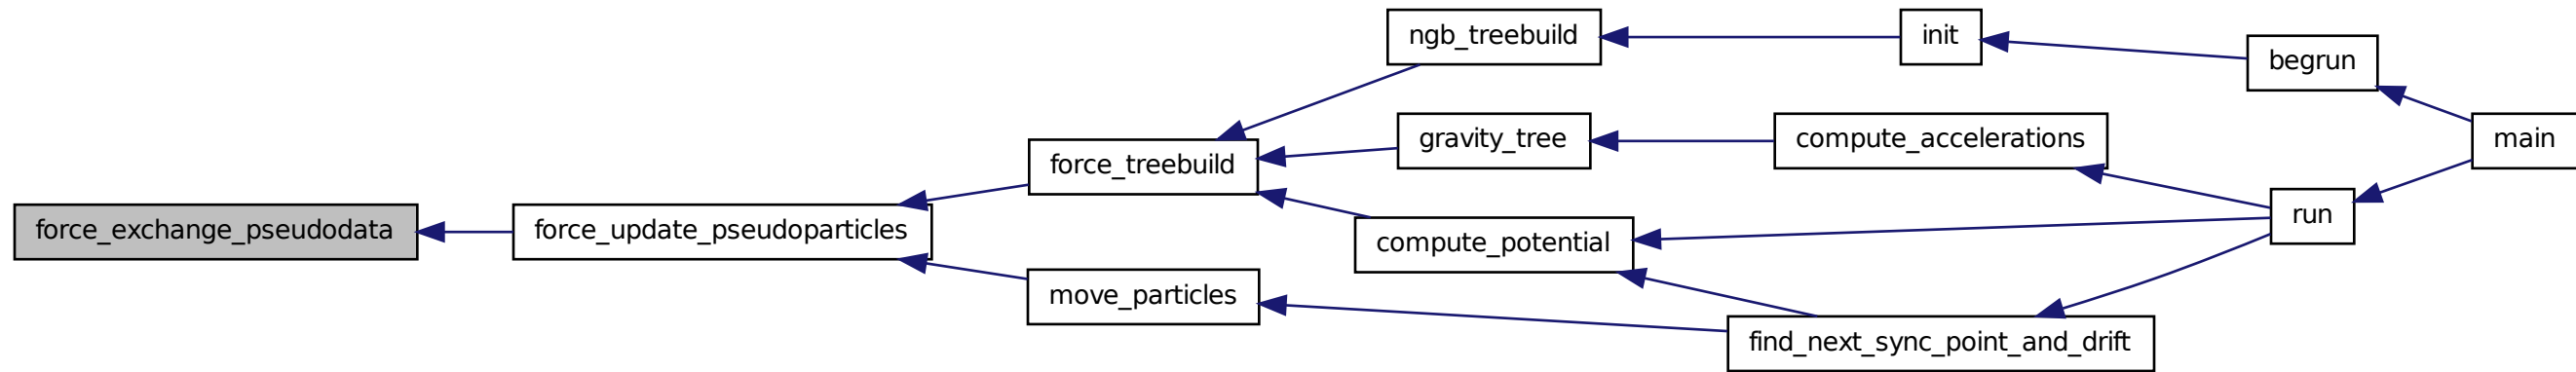 ngb_treebuild
init
begrun
gravity_tree
compute_accelerations
main
force_treebuild
run
force_exchange_pseudodata
force_update_pseudoparticles
compute_potential
move_particles
find_next_sync_point_and_drift